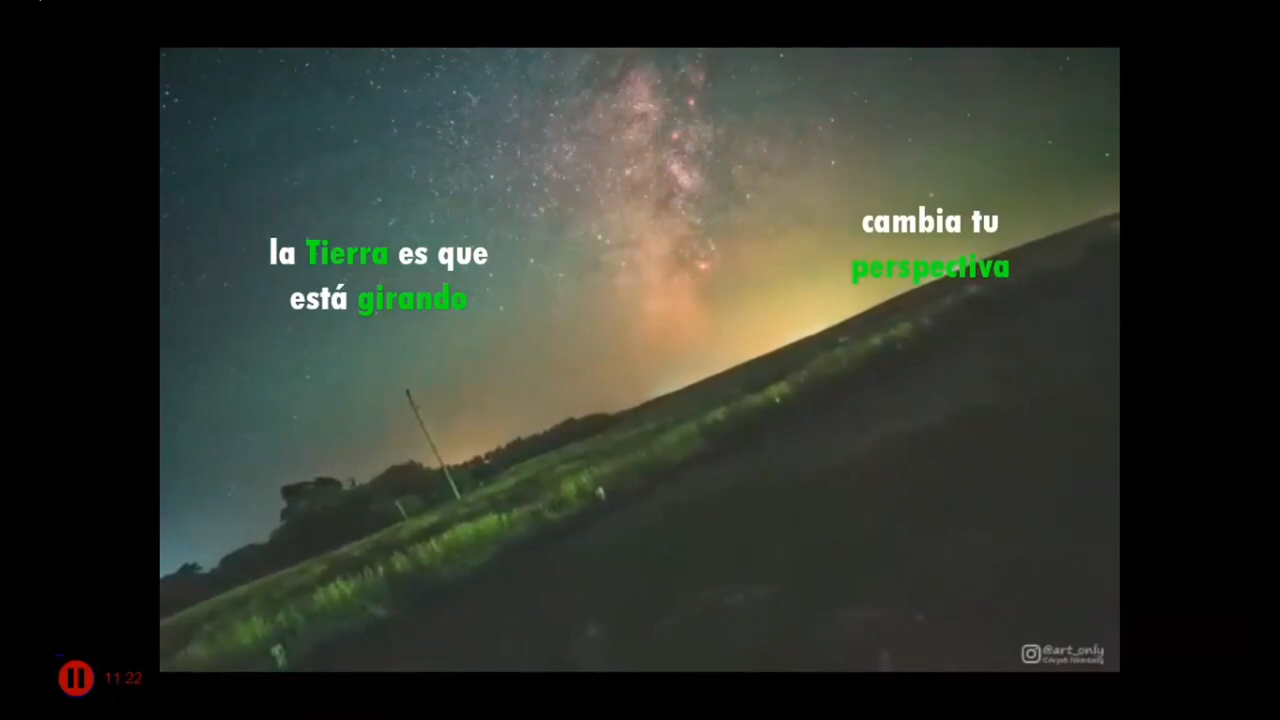 la Tierra es que
está girando
cambia tu
perspectiva
@art_only
11:22